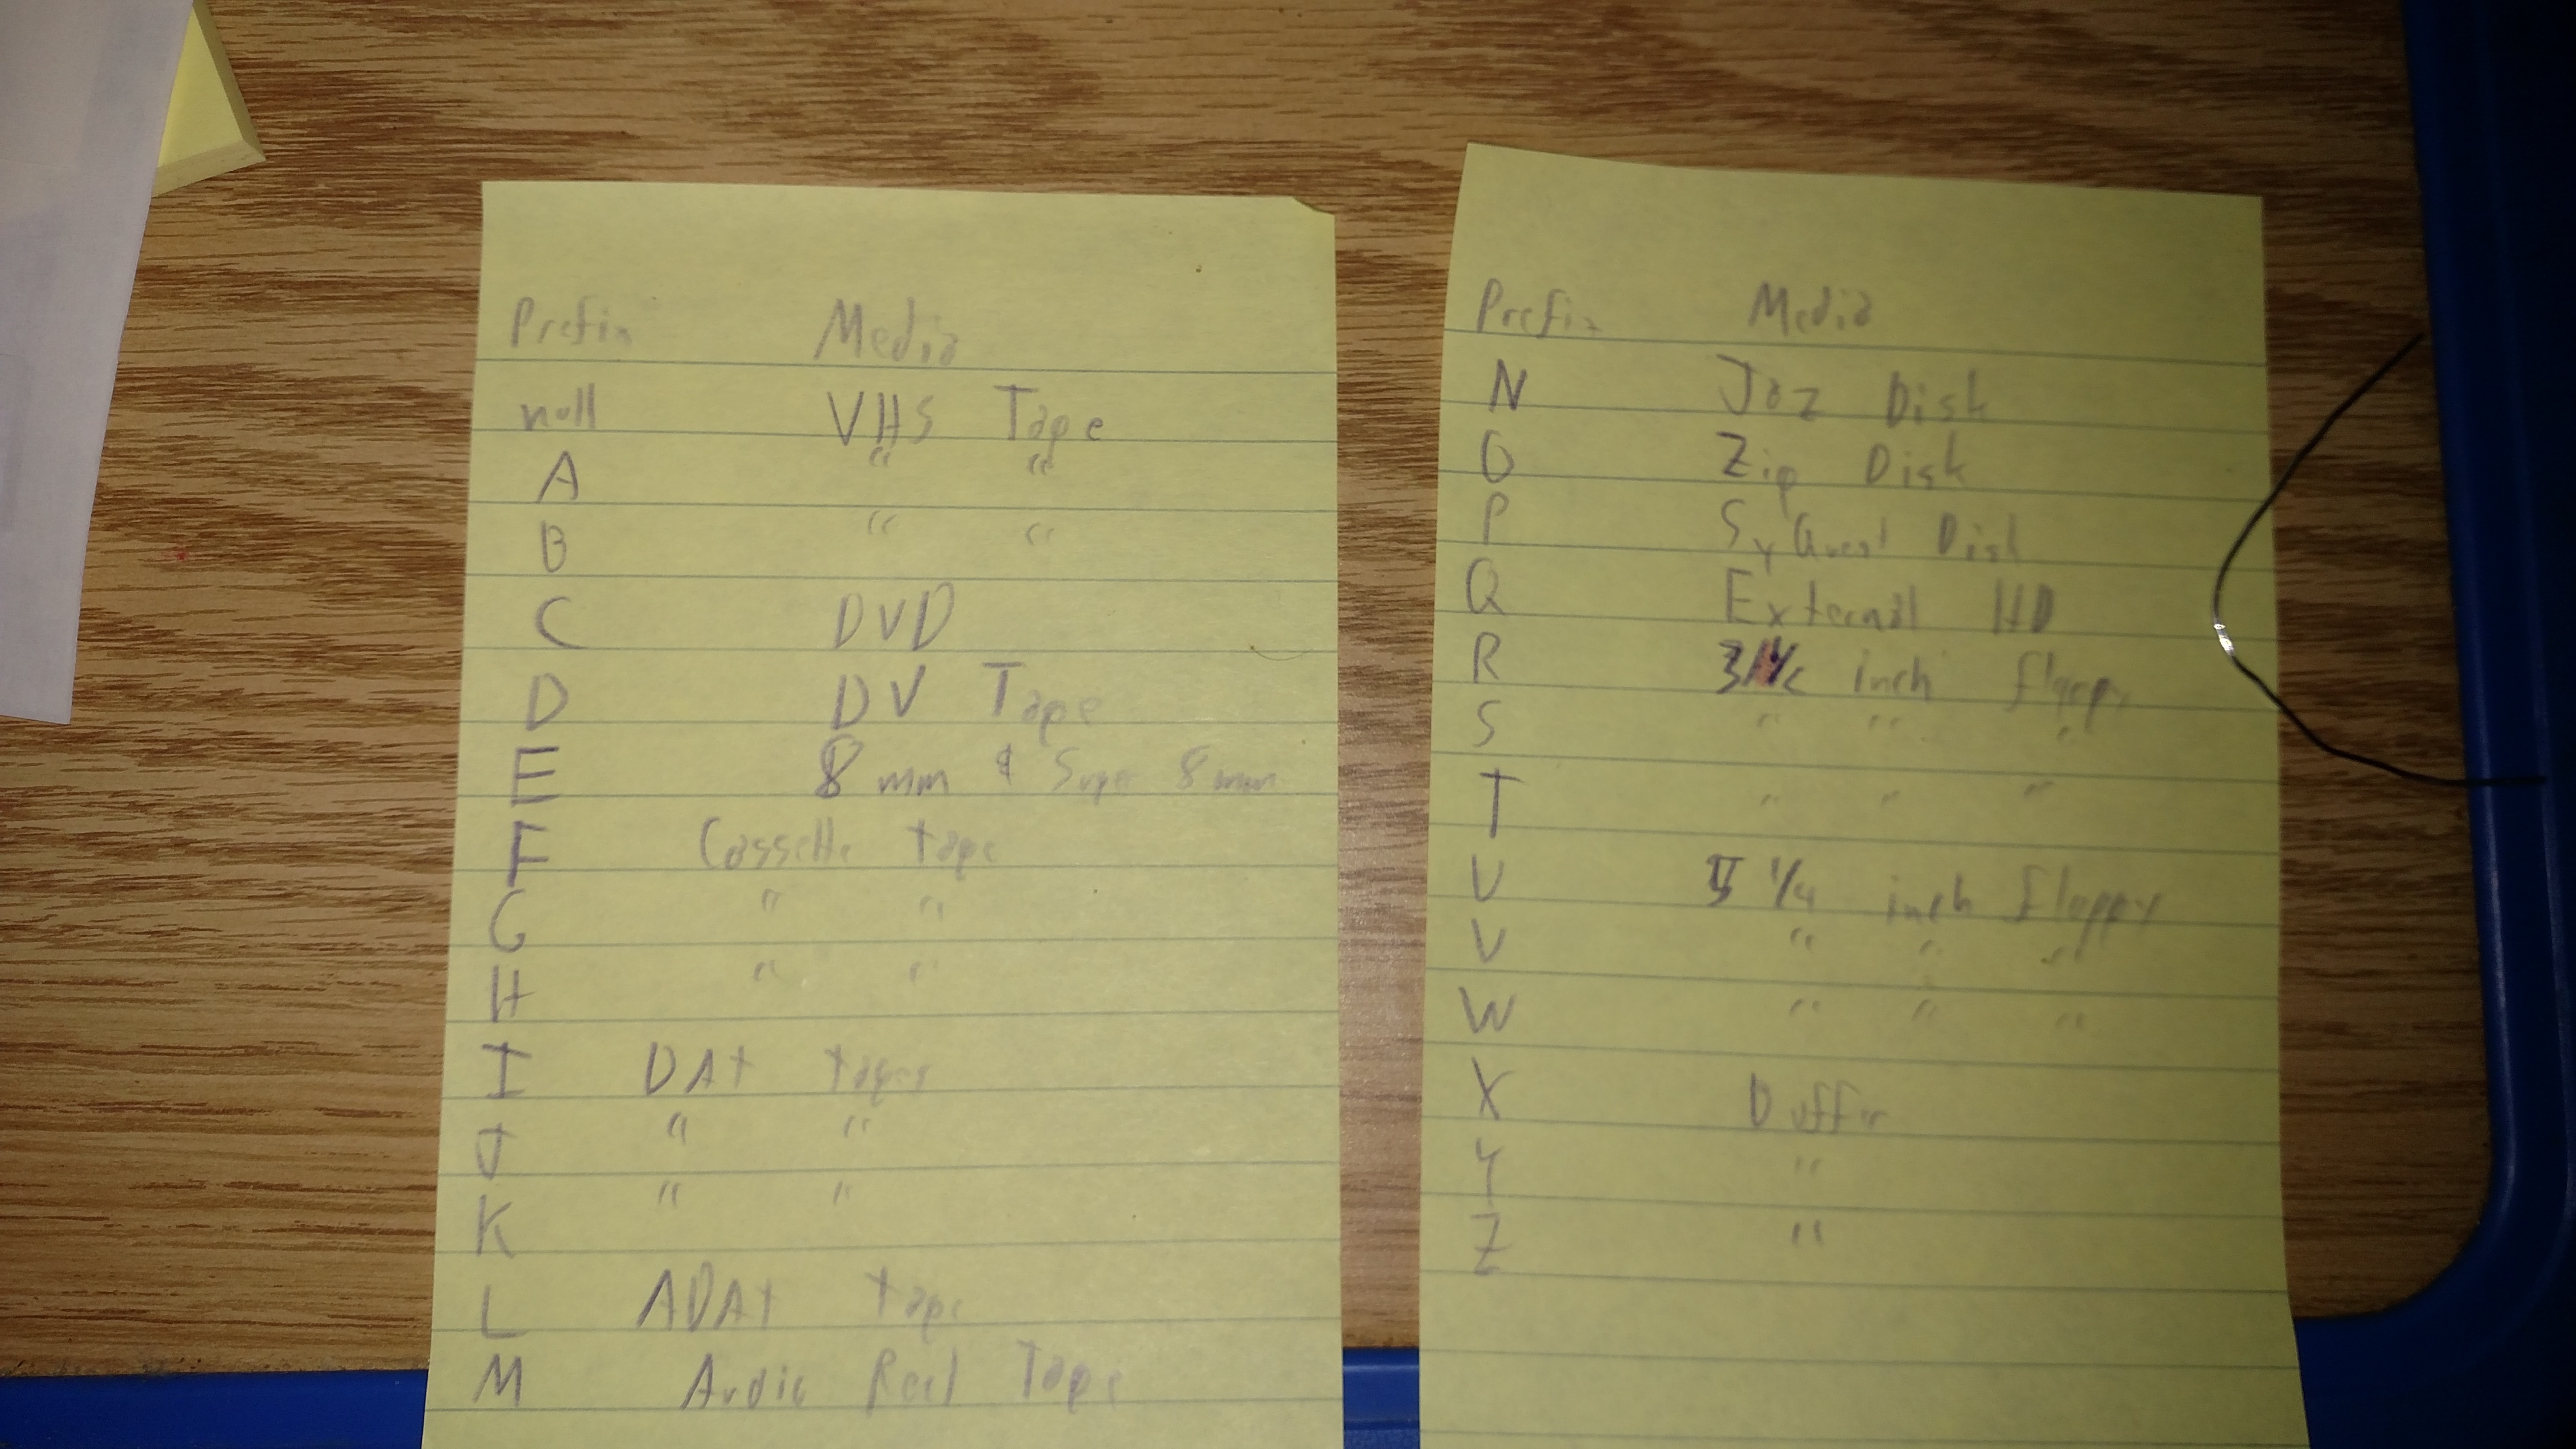 Prefix Media
null VHS Tape
A " "
B " "
C DVD
D DV Tape
E 8 mm & Super 8 mm
F Cassette tape
G " "
H " "
I DAT tapes
J " "
K " "
L ADAT tape
M Audio Reel Tape
Prefix Media
N Jaz Disk
O Zip Disk
P SyQuest Disk
Q External HD
R 3 1/2 inch floppy
S " " "
T " " "
U 5 1/4 inch floppy
V " " "
W " " "
X
Y "
Z "